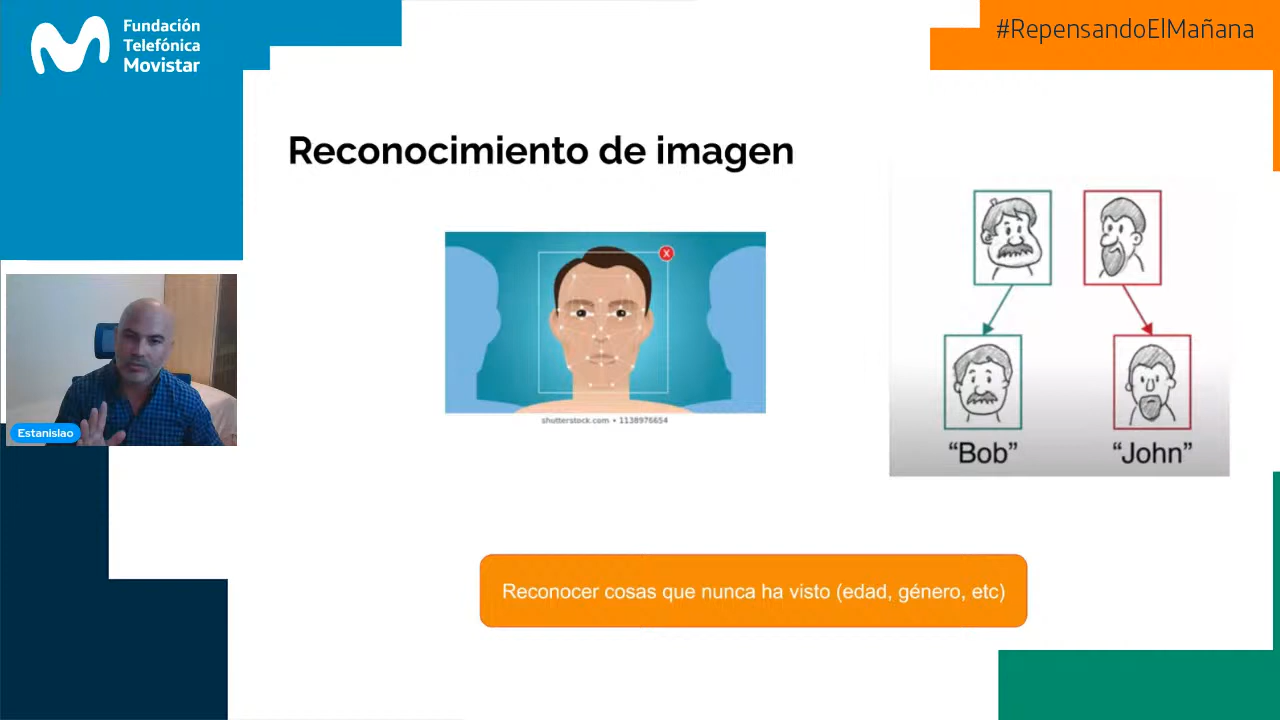 Fundación
Telefónica
Movistar
#RepensandoElMañana
Reconocimiento de imagen
X
shutterstock.com • 1138976654
"Bob"
"John"
Estanislao
Reconocer cosas que nunca ha visto (edad, género, etc)